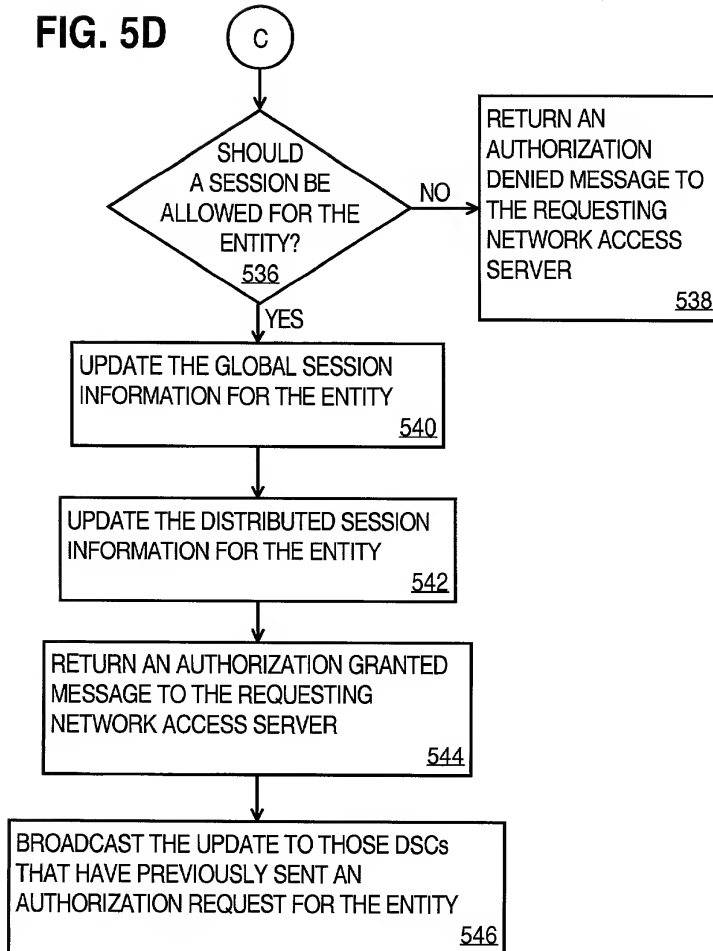 FIG. 5D
C
SHOULD
A SESSION BE
ALLOWED FOR THE
ENTITY?
536
NO
RETURN AN
AUTHORIZATION
DENIED MESSAGE TO
THE REQUESTING
NETWORK ACCESS
SERVER
538
YES
UPDATE THE GLOBAL SESSION
INFORMATION FOR THE ENTITY
540
UPDATE THE DISTRIBUTED SESSION
INFORMATION FOR THE ENTITY
542
RETURN AN AUTHORIZATION GRANTED
MESSAGE TO THE REQUESTING
NETWORK ACCESS SERVER
544
BROADCAST THE UPDATE TO THOSE DSCs
THAT HAVE PREVIOUSLY SENT AN
AUTHORIZATION REQUEST FOR THE ENTITY
546